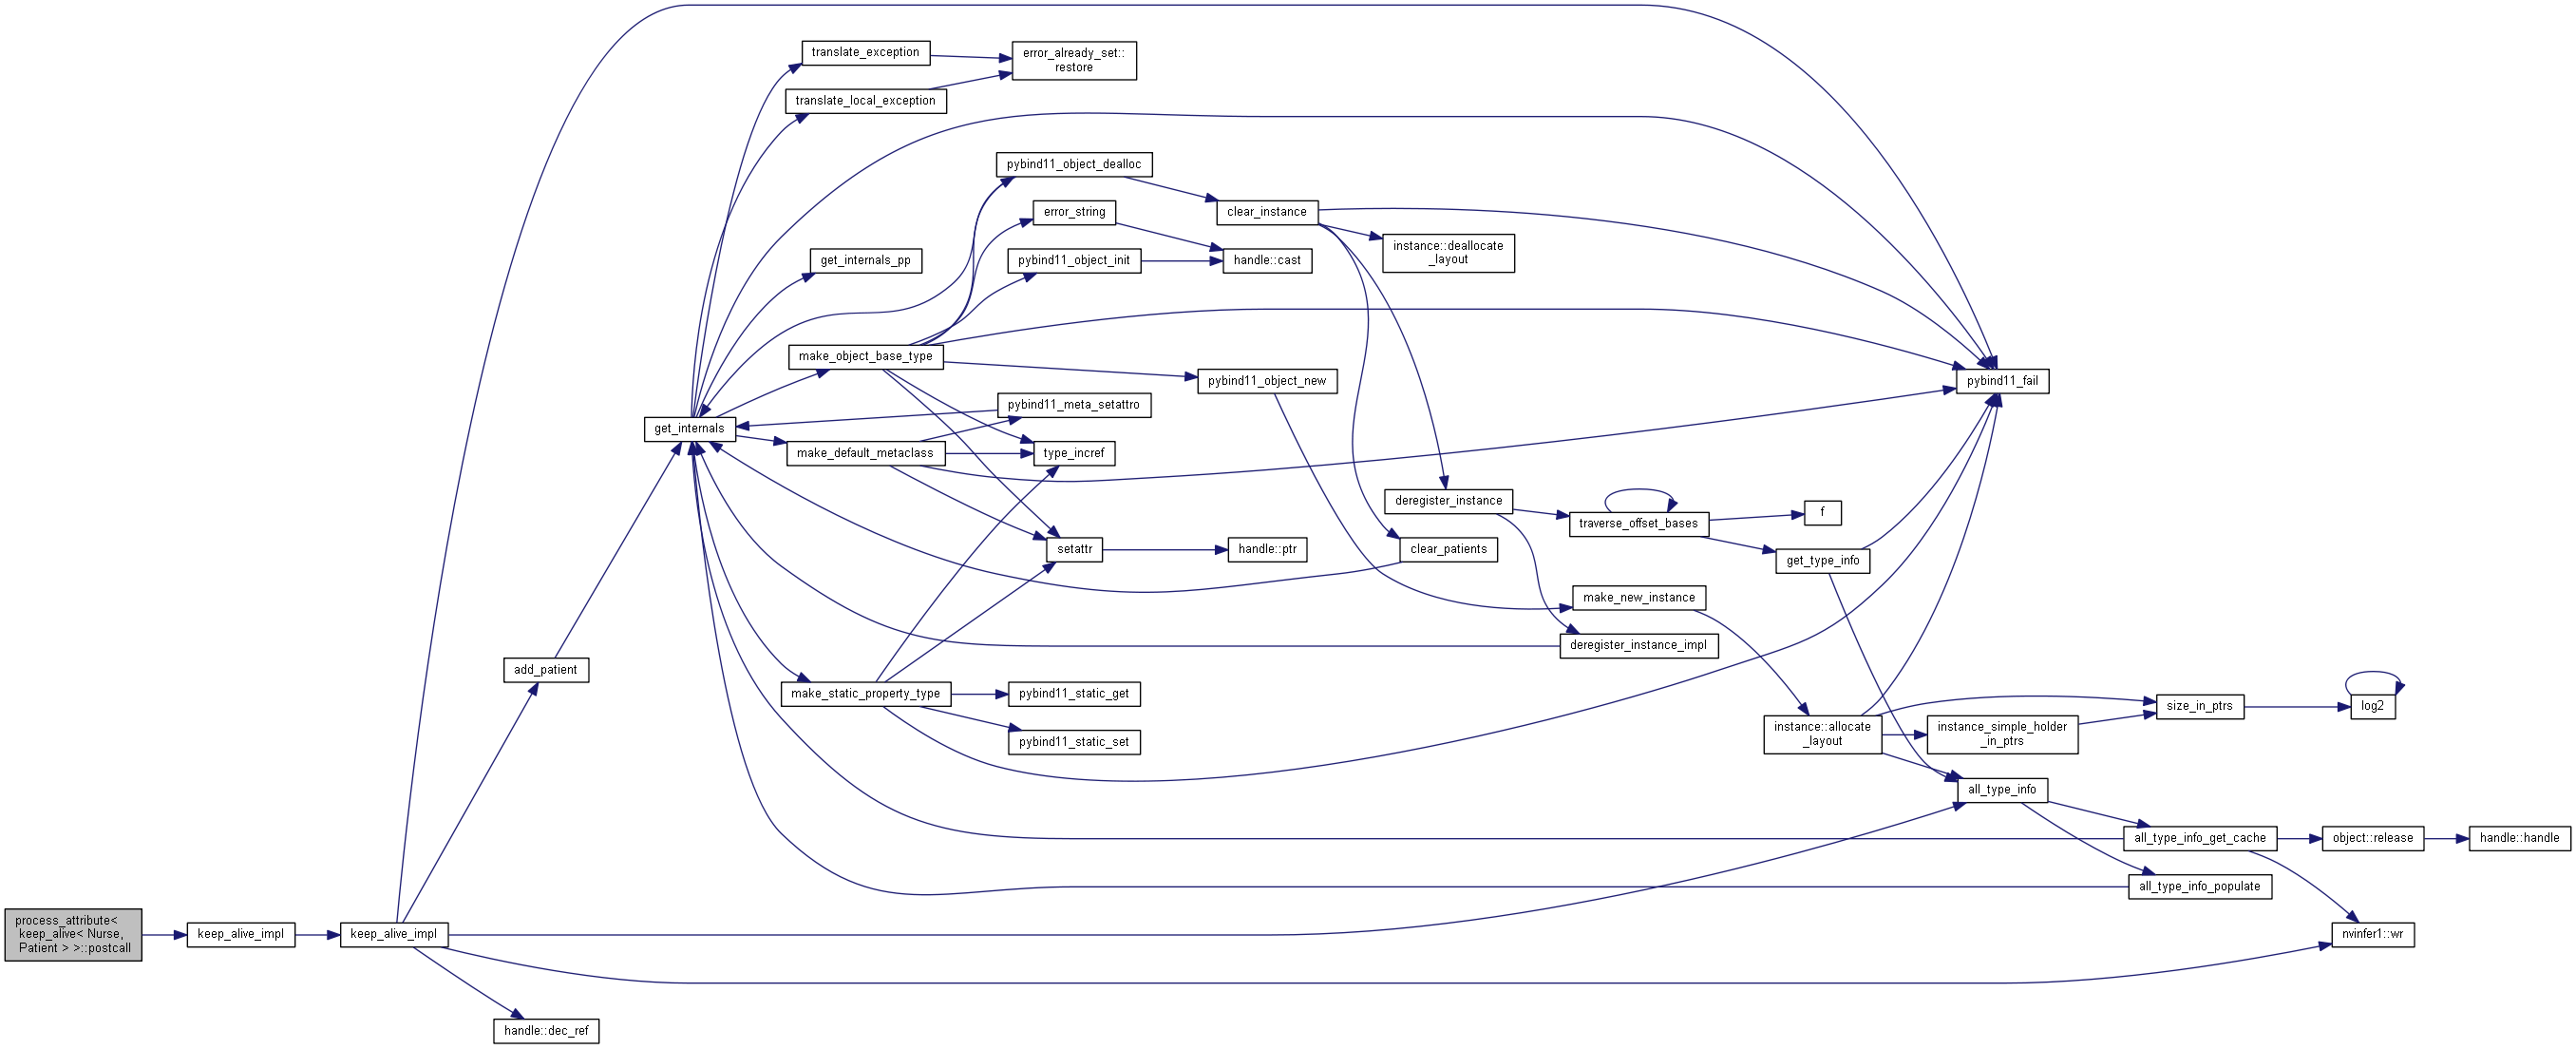 translate_exception
error_already_set::
restore
translate_local_exception
pybind11_object_dealloc
error_string
clear_instance
get_internals_pp
pybind11_object_init
handle::cast
instance::deallocate
_layout
make_object_base_type
pybind11_object_new
pybind11_fail
pybind11_meta_setattro
get_internals
make_default_metaclass
type_incref
deregister_instance
traverse_offset_bases
f
setattr
handle::ptr
clear_patients
get_type_info
make_new_instance
deregister_instance_impl
add_patient
make_static_property_type
pybind11_static_get
pybind11_static_set
instance::allocate
_layout
instance_simple_holder
_in_ptrs
size_in_ptrs
log2
all_type_info
all_type_info_get_cache
object::release
handle::handle
all_type_info_populate
process_attribute<
keep_alive< Nurse,
Patient > >::postcall
keep_alive_impl
keep_alive_impl
nvinfer1::wr
handle::dec_ref